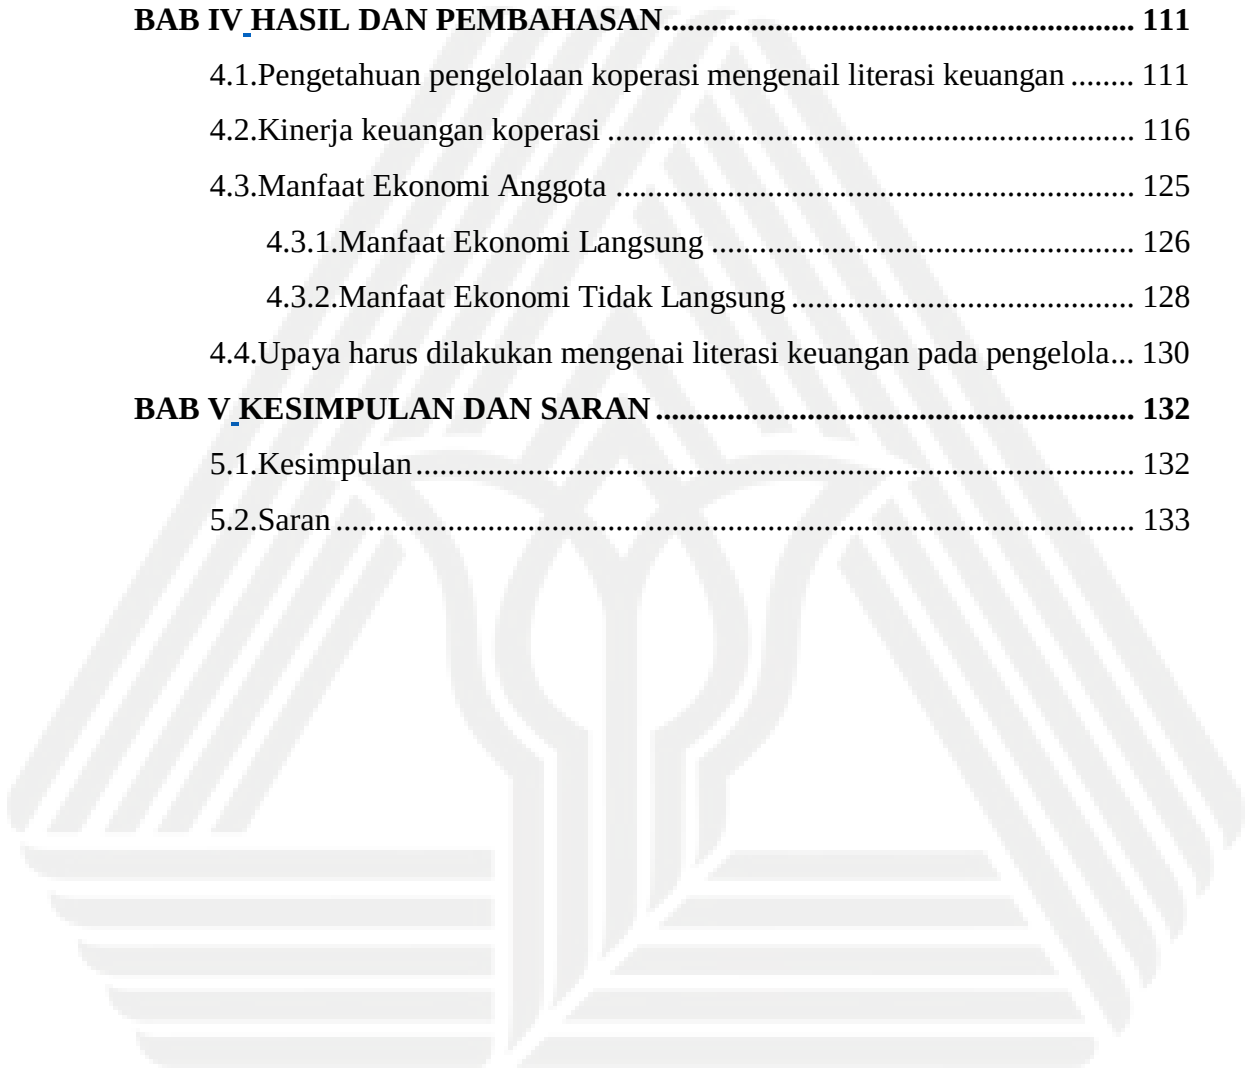 BAB IV HASIL DAN PEMBAHASAN............................................................ 111
4.1.Pengetahuan pengelolaan koperasi mengenail literasi keuangan ........ 111
4.2.Kinerja keuangan koperasi ................................................................... 116
4.3.Manfaat Ekonomi Anggota .................................................................. 125
4.3.1.Manfaat Ekonomi Langsung ...................................................... 126
4.3.2.Manfaat Ekonomi Tidak Langsung ............................................ 128
4.4.Upaya harus dilakukan mengenai literasi keuangan pada pengelola... 130
BAB V KESIMPULAN DAN SARAN............................................................. 132
5.1.Kesimpulan............................................................................................ 132
5.2.Saran ...................................................................................................... 133